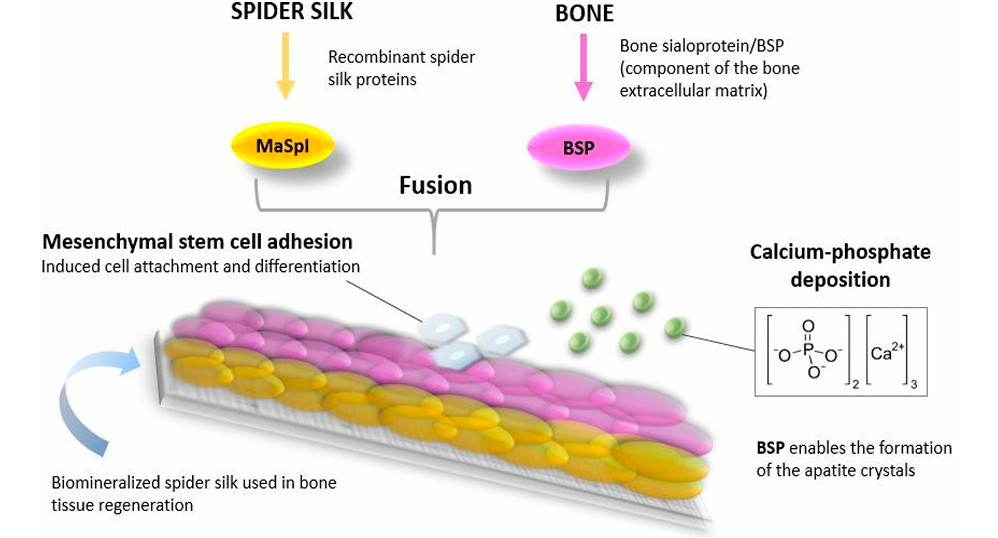 SPIDER SILK
BONE
Recombinant spider
silk proteins
Bone sialoprotein/BSP
(component of the bone
extracellular matrix)
MaSpI
BSP
Fusion
Mesenchymal stem cell adhesion
Induced cell attachment and differentiation
Calcium-phosphate
deposition
O
⁻O-P-O⁻
O⁻
2
Ca²⁺
3
BSP enables the formation
of the apatite crystals
Biomineralized spider silk used in bone
tissue regeneration